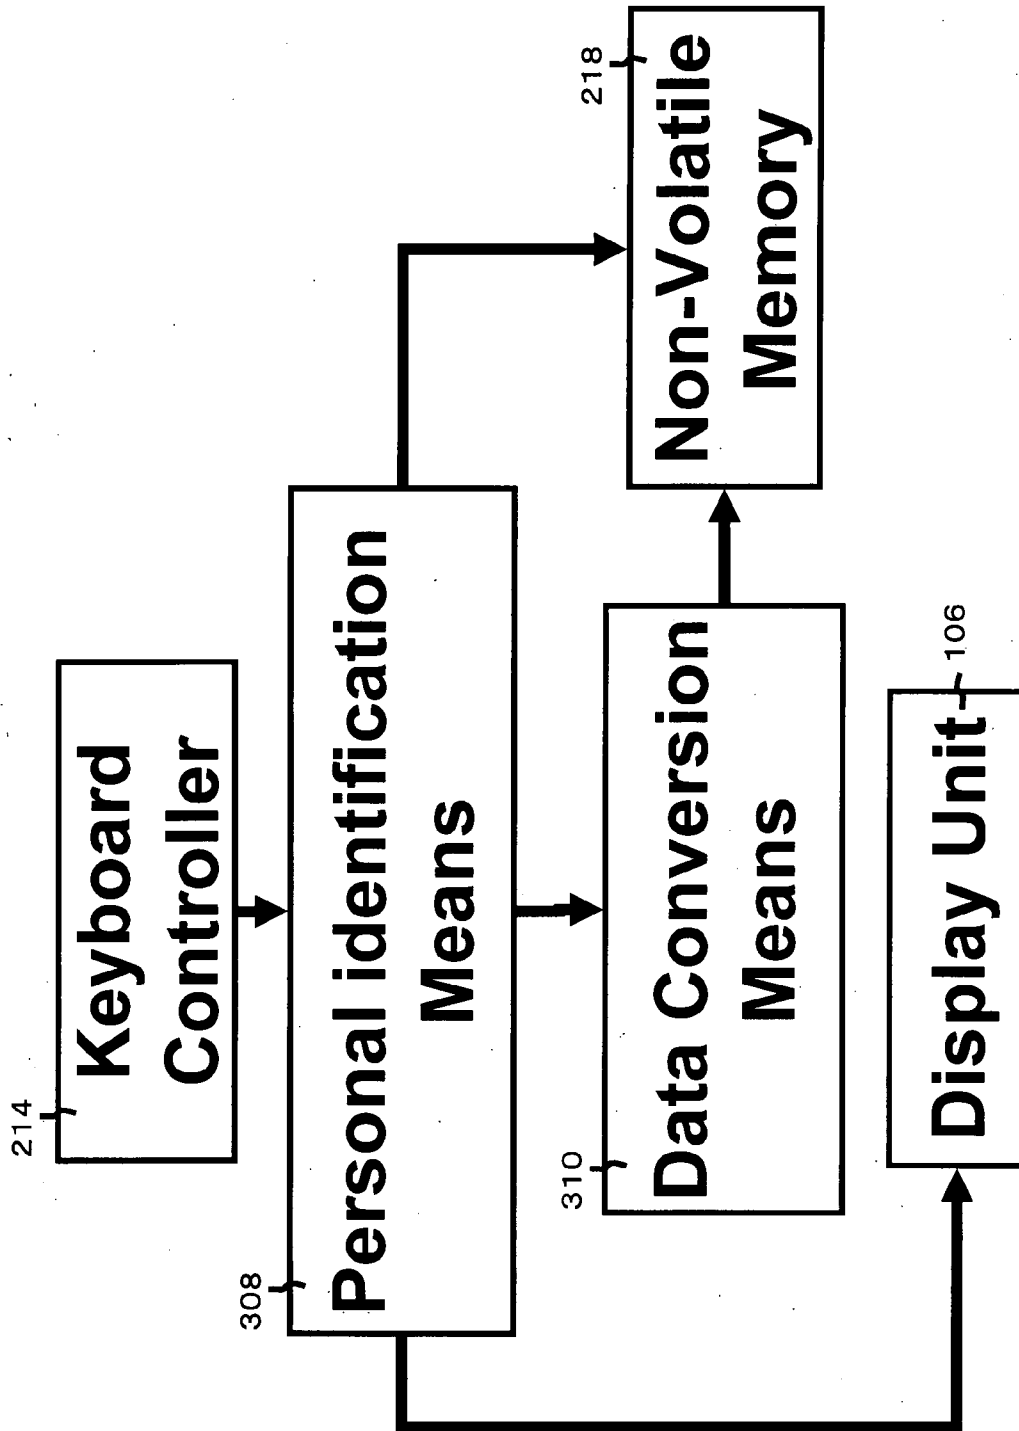 214
Keyboard
Controller
308
Personal identification
Means
310
Data Conversion
Means
218
Non-Volatile
Memory
Display Unit
106